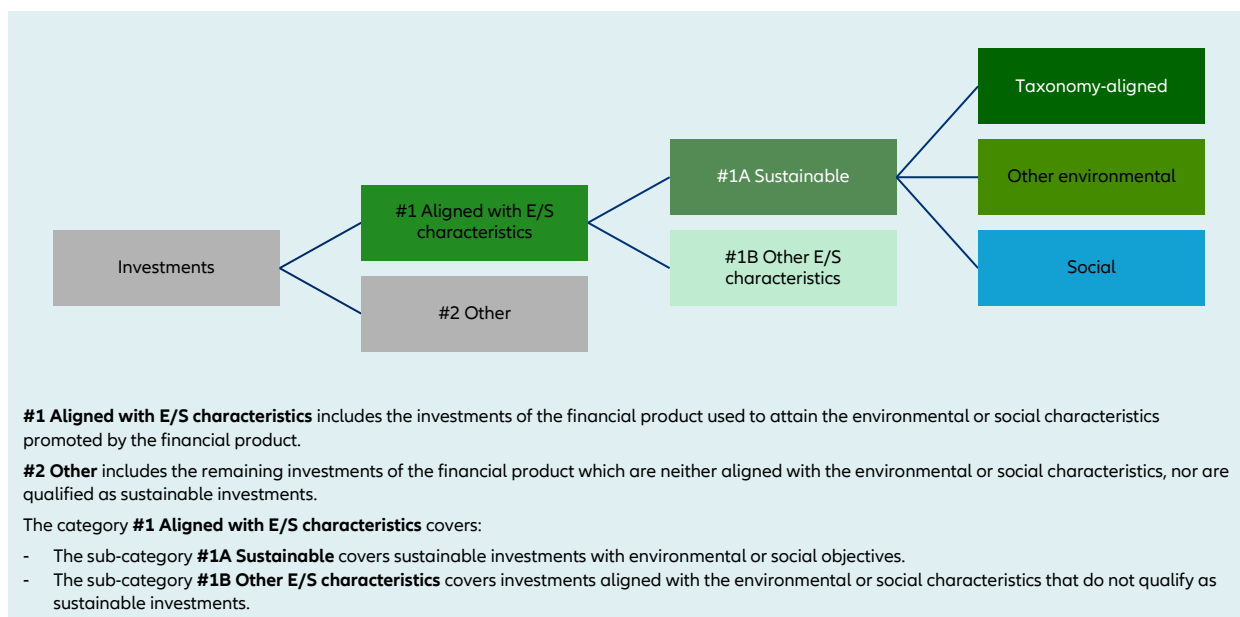 Taxonomy-aligned
#1A Sustainable
Other environmental
#1 Aligned with E/S
characteristics
Investments
#1B Other E/S
characteristics
Social
#2 Other
#1 Aligned with E/S characteristics includes the investments of the financial product used to attain the environmental or social characteristics
promoted by the financial product.
#2 Other includes the remaining investments of the financial product which are neither aligned with the environmental or social characteristics, nor are
qualified as sustainable investments.
The category #1 Aligned with E/S characteristics covers:
- The sub-category #1A Sustainable covers sustainable investments with environmental or social objectives.
- The sub-category #1B Other E/S characteristics covers investments aligned with the environmental or social characteristics that do not qualify as
sustainable investments.